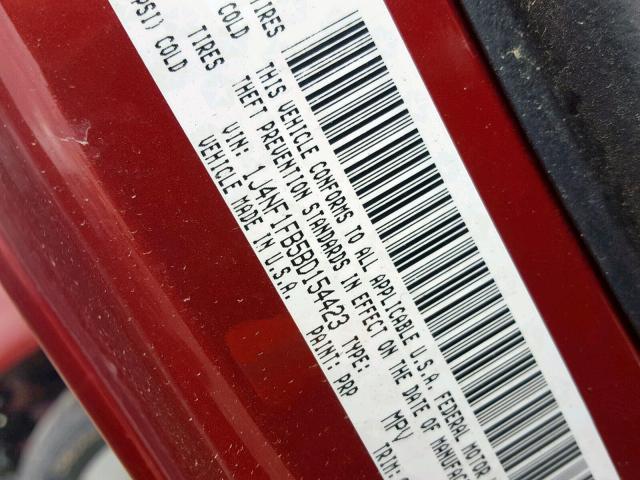 TIRES
COLD
PSI) COLD
TIRES
THIS VEHICLE CONFORMS TO ALL APPLICABLE U.S.A. FEDERAL MOTOR
THEFT PREVENTION STANDARDS IN EFFECT ON THE DATE OF MANUFAC
VIN: 1J4NF1FB5BD154423 TYPE: MPV
VEHICLE MADE IN U.S.A. PAINT: PRP TRIM: